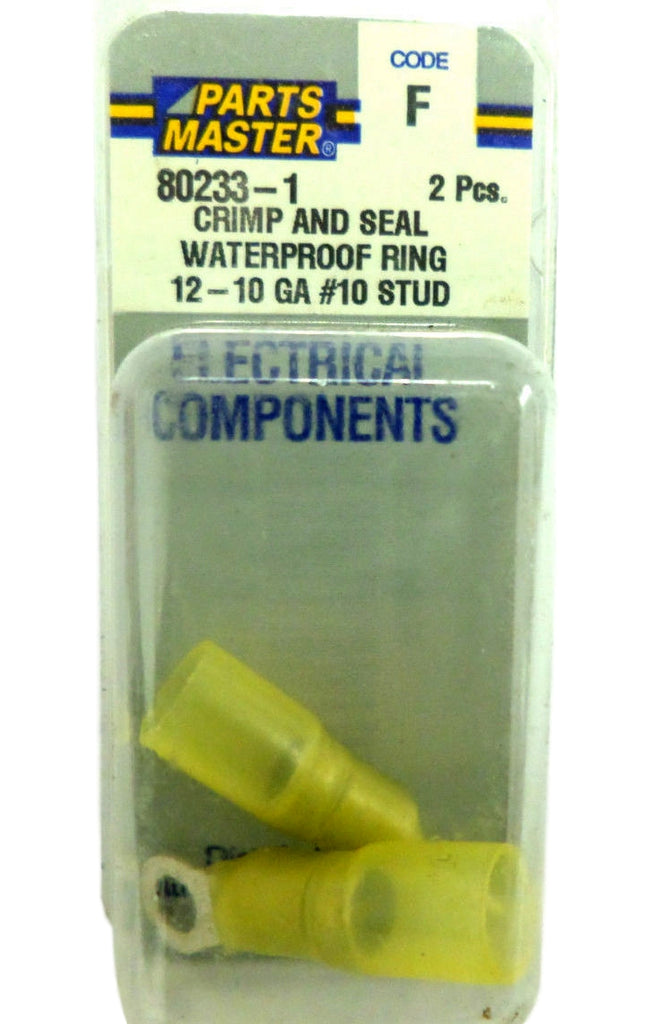 CODE
F
PARTS
MASTER®
80233-1 2 Pcs.
CRIMP AND SEAL
WATERPROOF RING
12-10 GA #10 STUD
ELECTRICAL
COMPONENTS